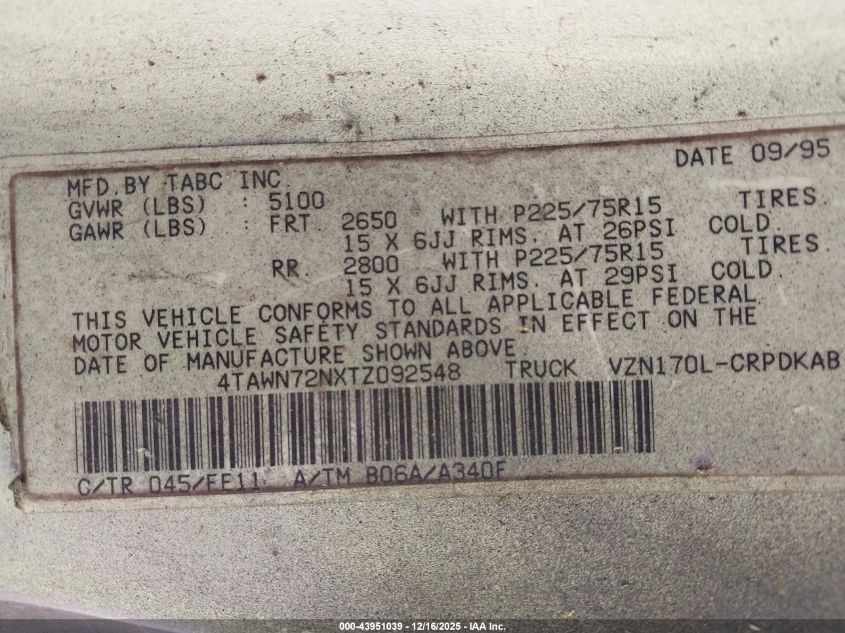 DATE 09/95
MFD.BY TABC INC.
GVWR (LBS) : 5100
GAWR (LBS) : FRT. 2650 WITH P225/75R15 TIRES.
15 X 6JJ RIMS. AT 26PSI COLD.
RR. 2800 WITH P225/75R15 TIRES.
15 X 6JJ RIMS. AT 29PSI COLD.
THIS VEHICLE CONFORMS TO ALL APPLICABLE FEDERAL
MOTOR VEHICLE SAFETY STANDARDS IN EFFECT ON THE
DATE OF MANUFACTURE SHOWN ABOVE
4TAWN72NXTZ092548 TRUCK VZN170L-CRPDKAB
C/TR 045/FE11 A/TM B06A/A340F
000-43951039 - 12/16/2025 - IAA Inc.